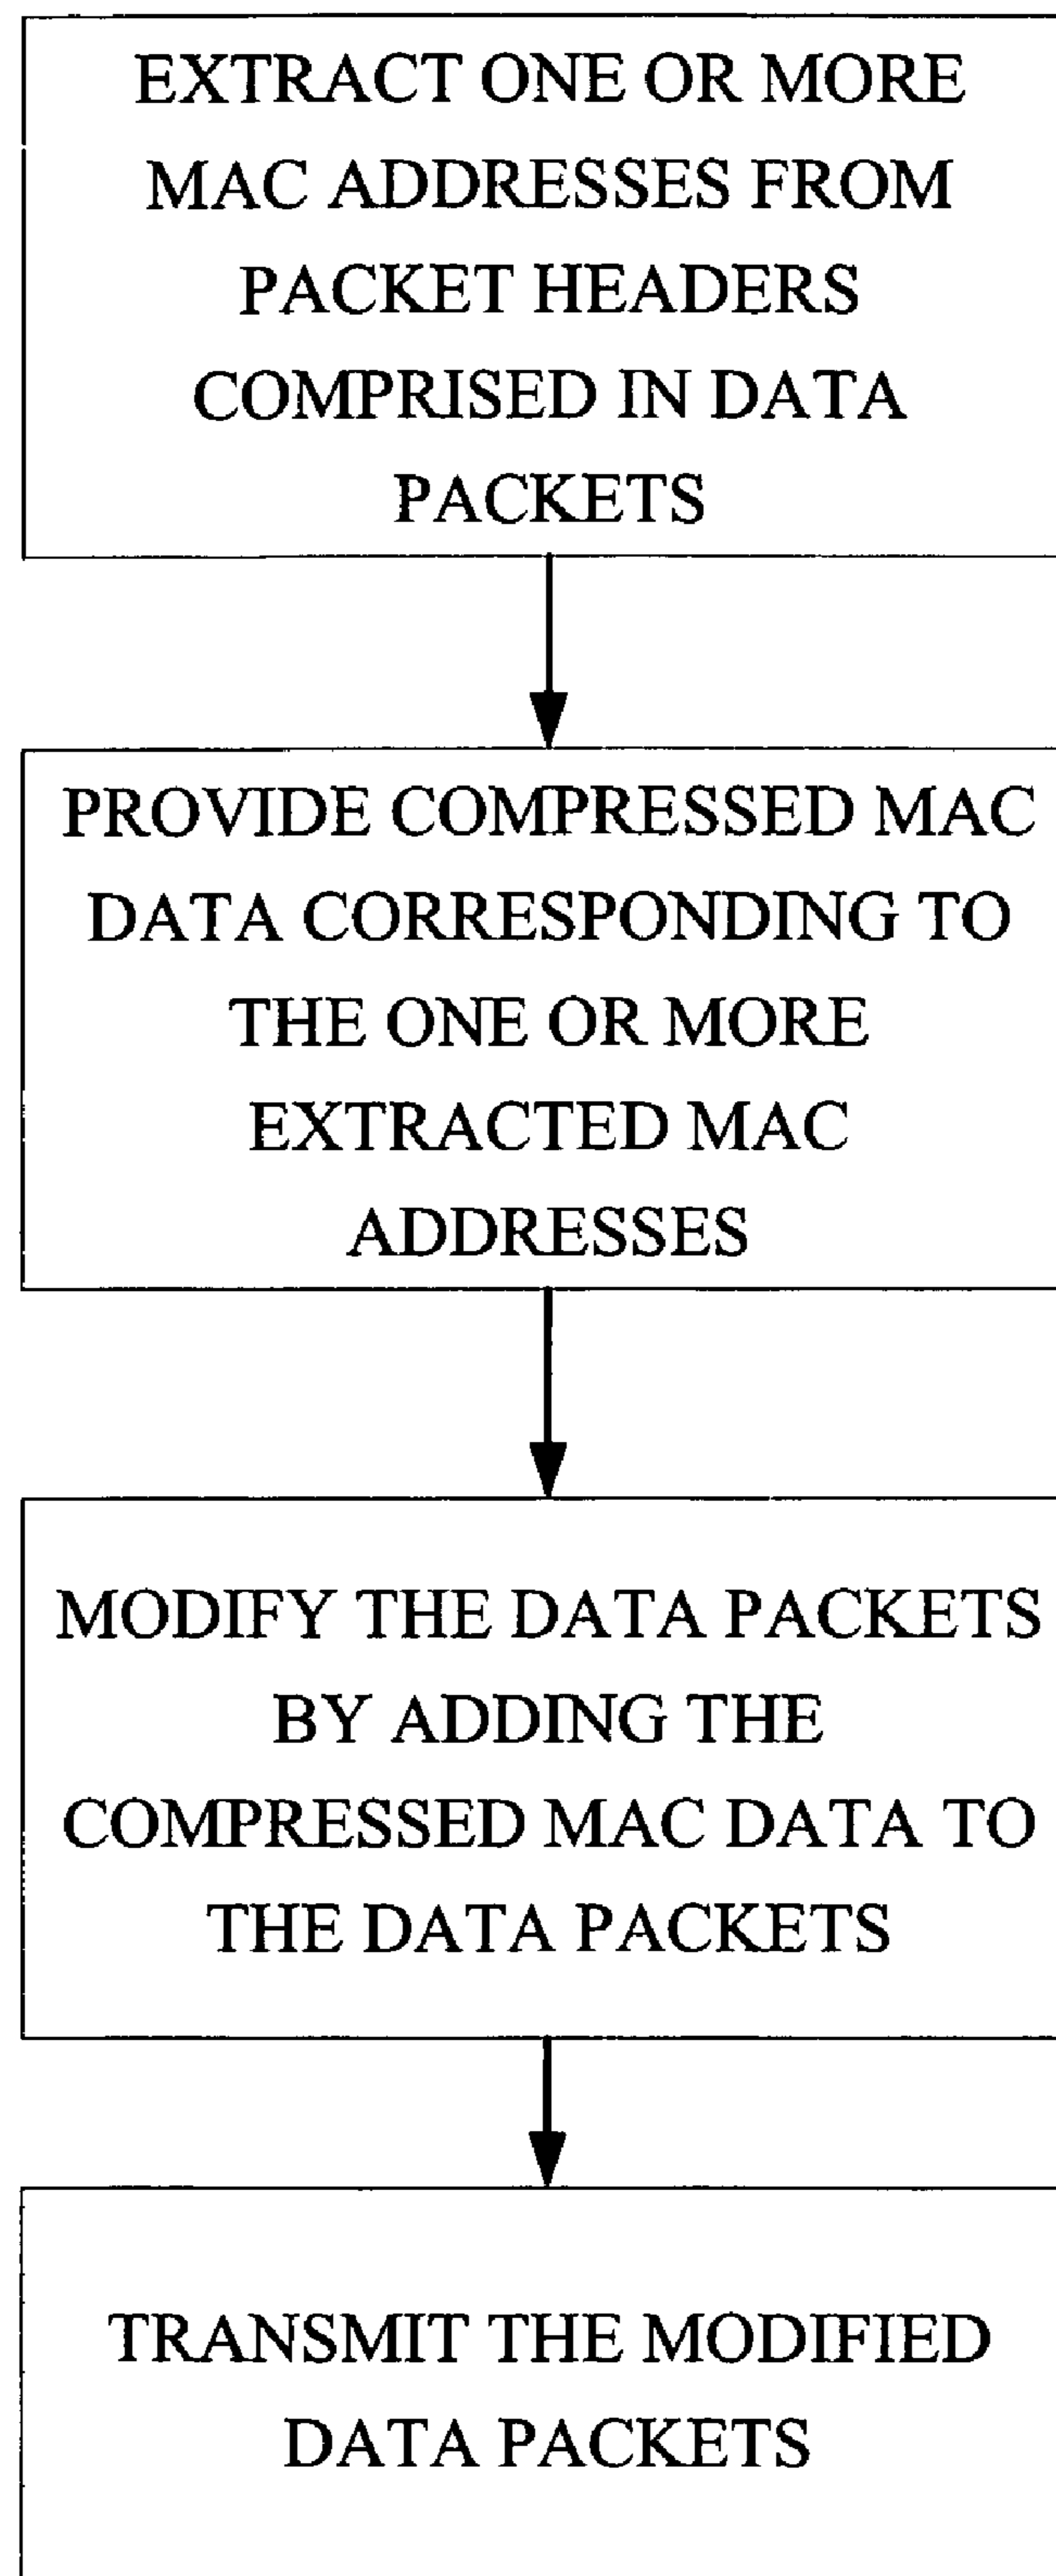 EXTRACT ONE OR MORE
MAC ADDRESSES FROM
PACKET HEADERS
COMPRISED IN DATA
PACKETS
PROVIDE COMPRESSED MAC
DATA CORRESPONDING TO
THE ONE OR MORE
EXTRACTED MAC
ADDRESSES
MODIFY THE DATA PACKETS
BY ADDING THE
COMPRESSED MAC DATA TO
THE DATA PACKETS
TRANSMIT THE MODIFIED
DATA PACKETS